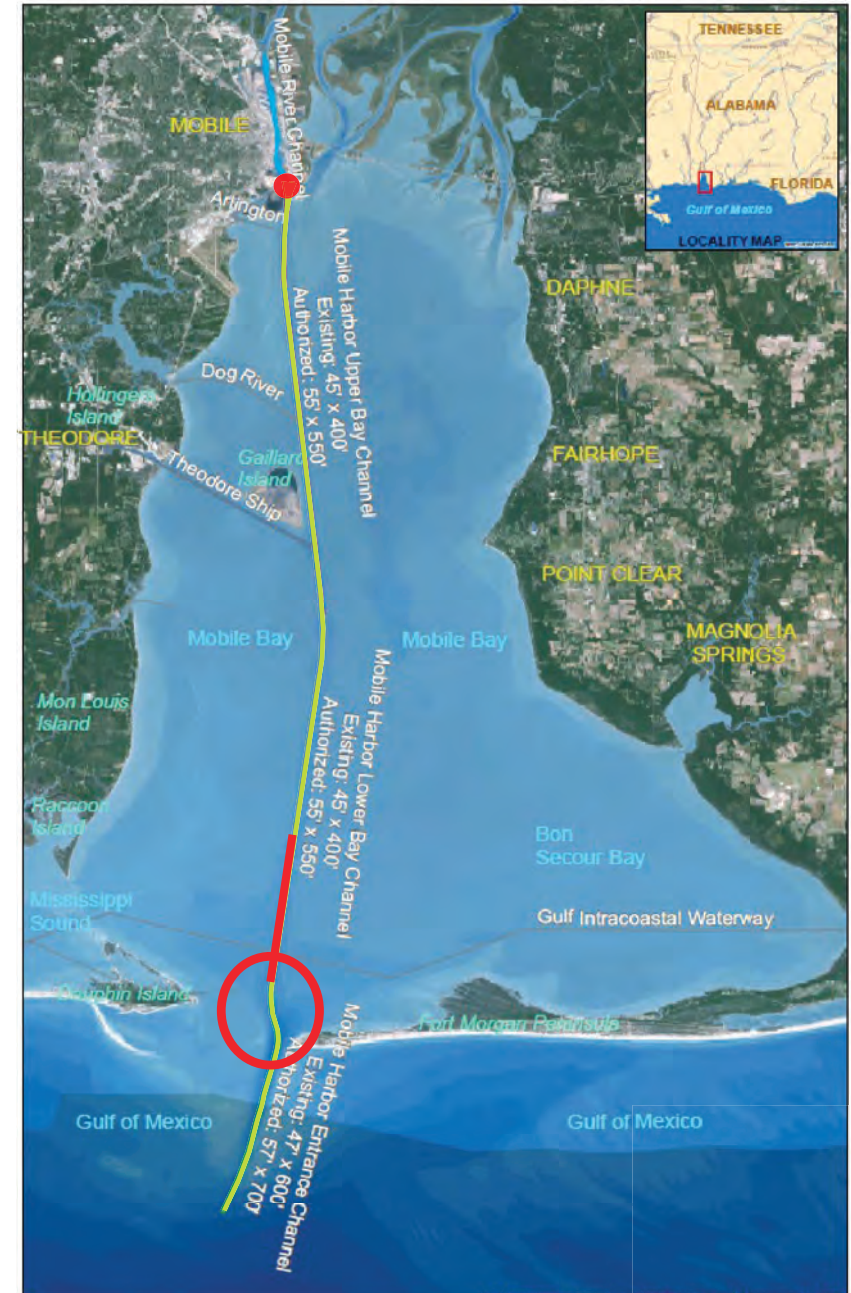 TENNESSEE
ALABAMA
FLORIDA
Gulf of Mexico
LOCALITY MAP
Mobile River Channel
MOBILE
Arlington
Mobile Harbor Upper Bay Channel
Existing: 45' x 400'
Authorized: 55' x 550'
DAPHNE
Dog River
Hollingers
Island
THEODORE
Gaillard
Island
Theodore Ship
FAIRHOPE
POINT CLEAR
MAGNOLIA
SPRINGS
Mobile Bay
Mobile Bay
Mobile Harbor Lower Bay Channel
Existing: 45' x 400'
Authorized: 55' x 550'
Mon Louis
Island
Raccoon
Island
Bon
Secour Bay
Mississippi
Sound
Gulf Intracoastal Waterway
Dauphin Island
Fort Morgan Peninsula
Mobile Harbor Entrance Channel
Existing: 47' x 600'
Authorized: 57' x 700'
Gulf of Mexico
Gulf of Mexico